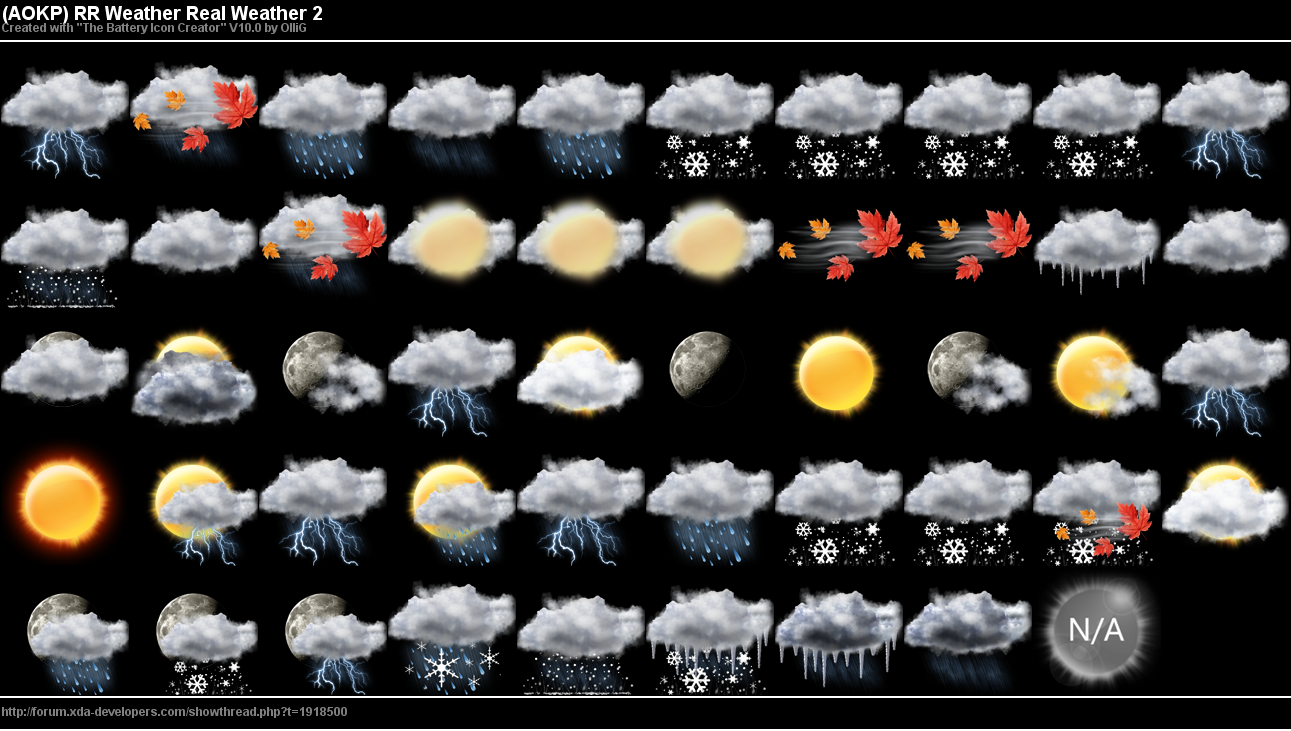 (AOKP) RR Weather Real Weather 2
Created with "The Battery Icon Creator" V10.0 by OlliG
N/A
http://forum.xda-developers.com/showthread.php?t=1918500